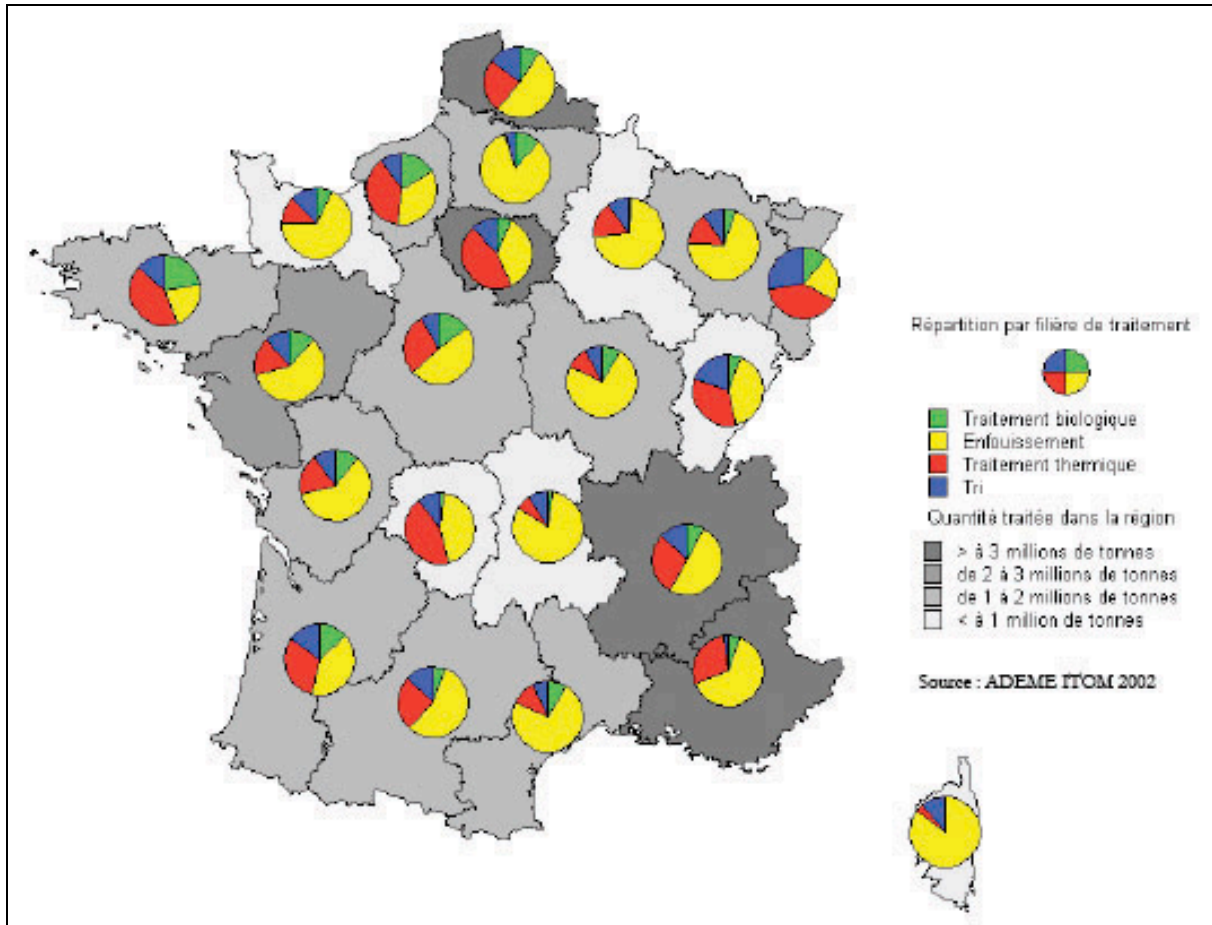 Répartition par filière de traitement
Traitement biologique
Enfouissement
Traitement thermique
Tri
Quantité traitée dans la région
> à 3 millions de tonnes
de 2 à 3 millions de tonnes
de 1 à 2 millions de tonnes
< à 1 million de tonnes
Source : ADEME ITOM 2002